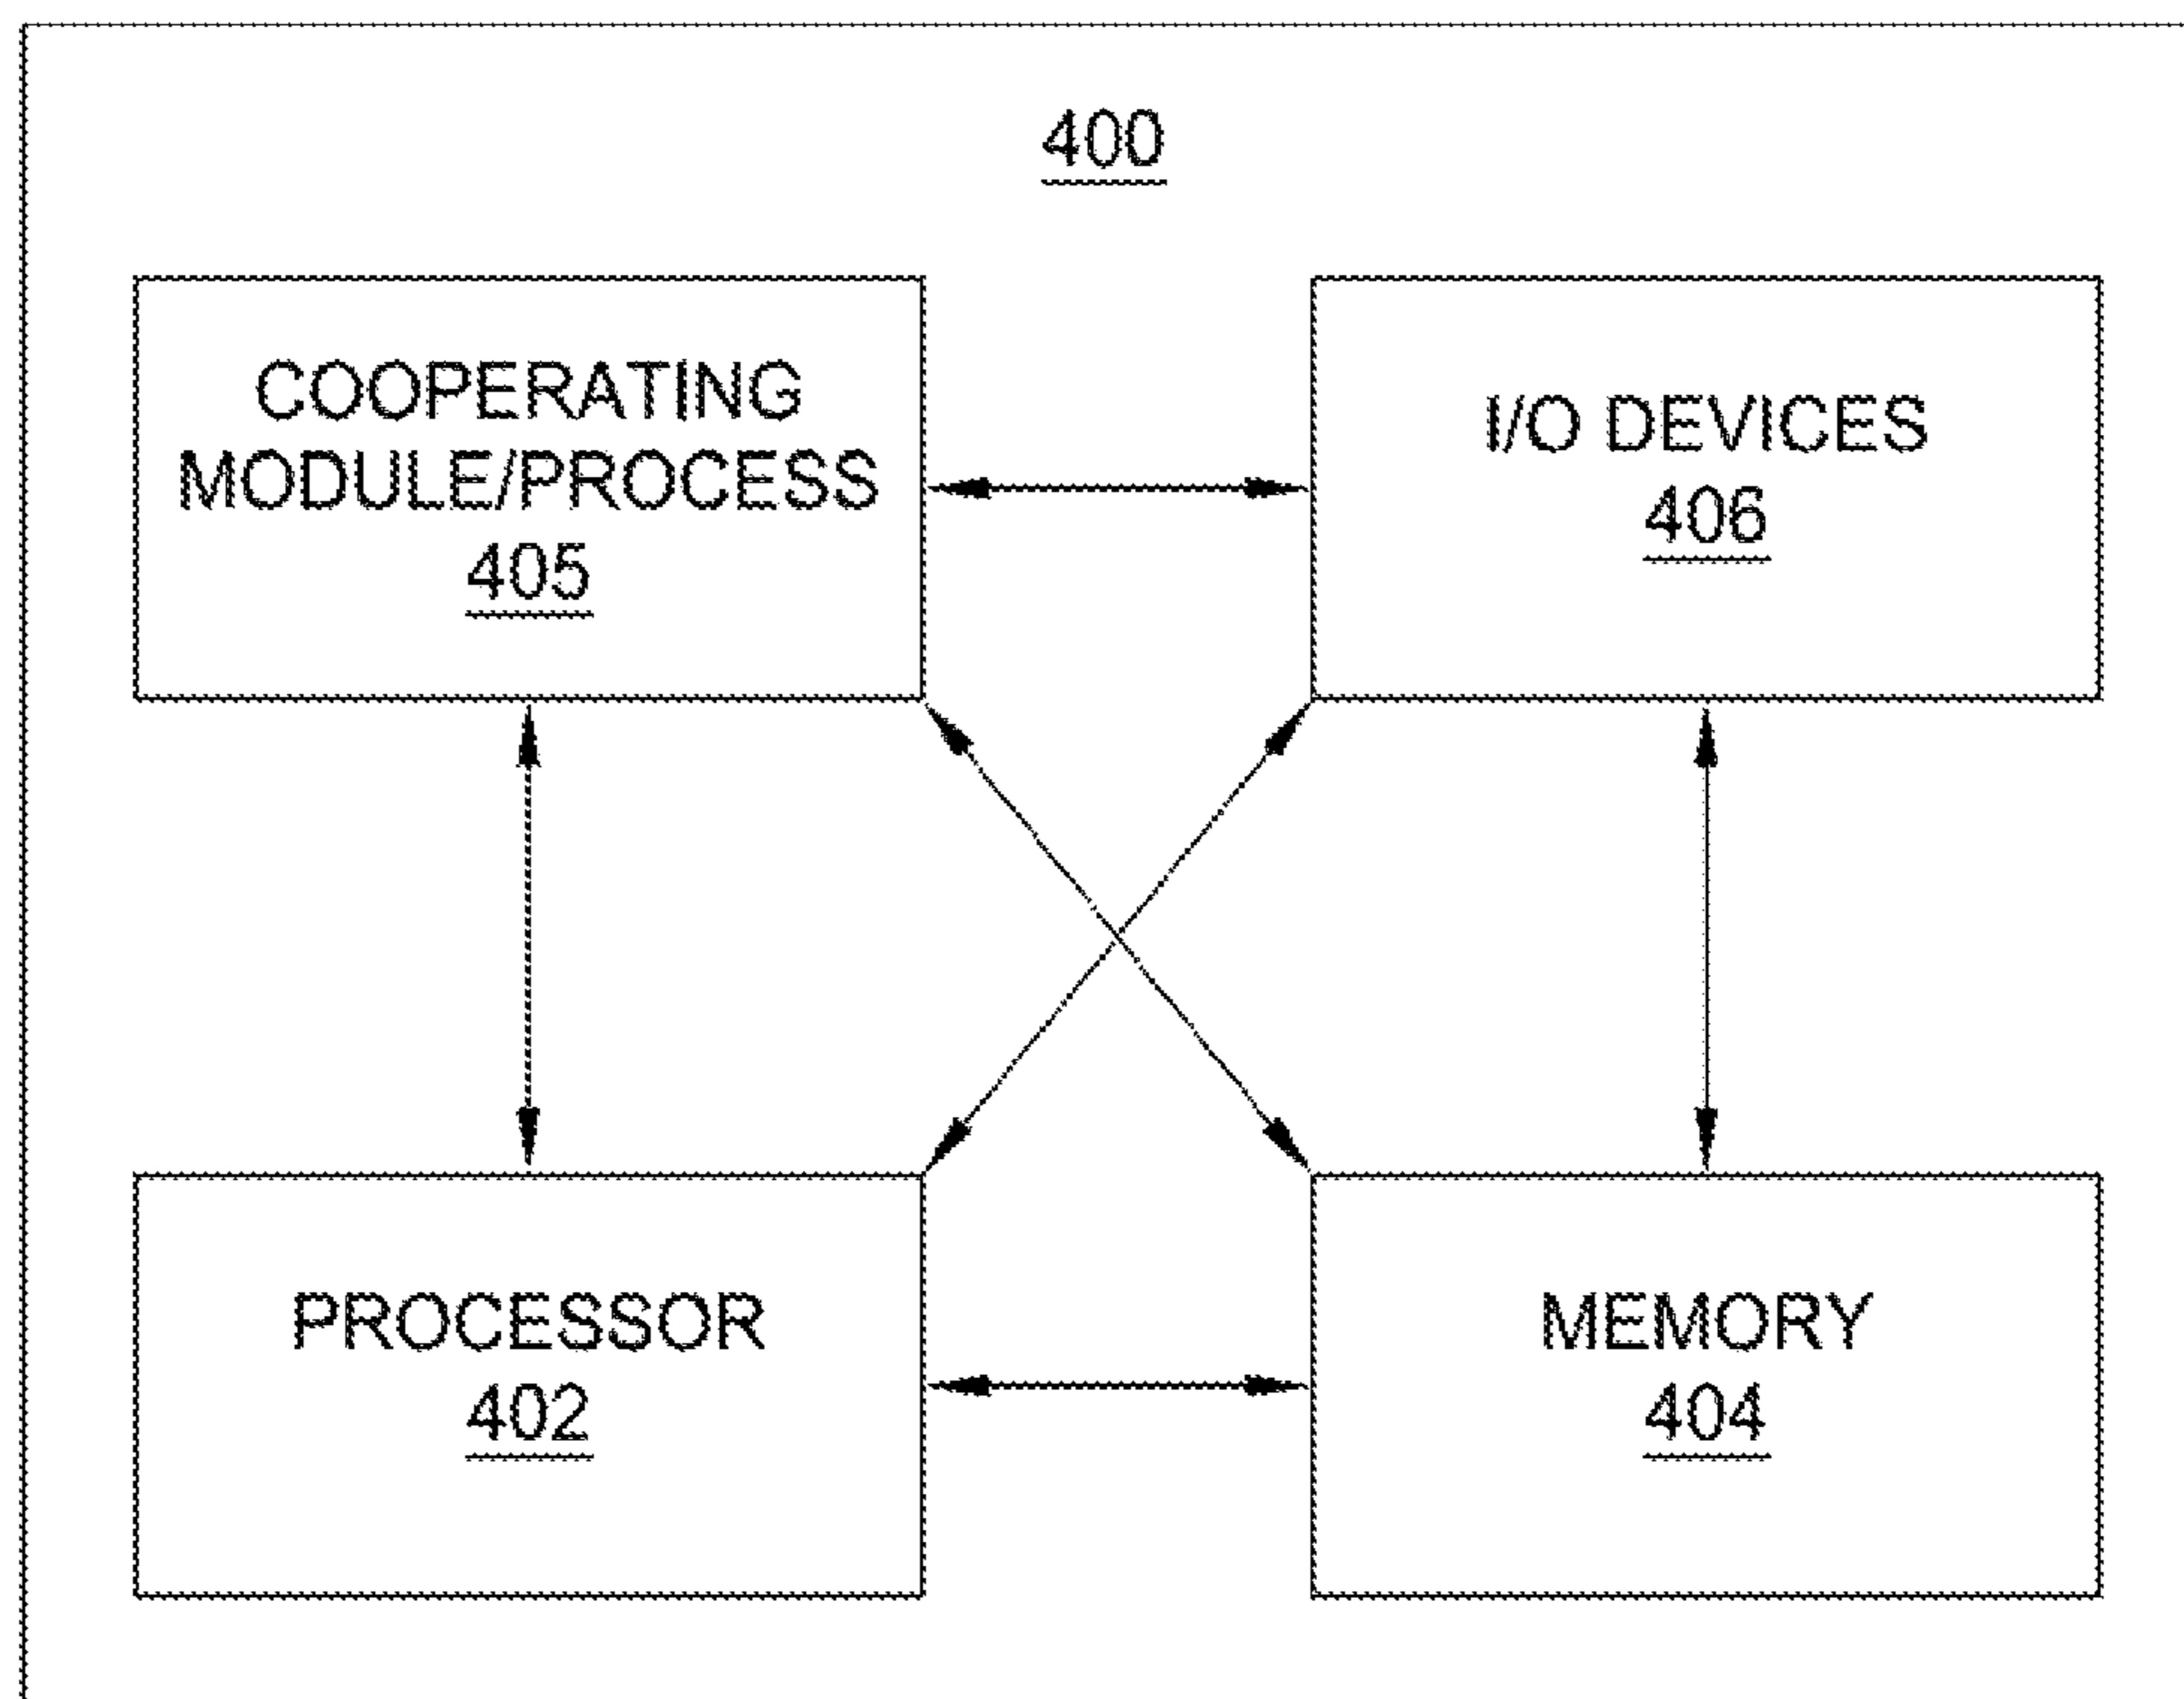 400
COOPERATING
MODULE/PROCESS
405
I/O DEVICES
406
PROCESSOR
402
MEMORY
404